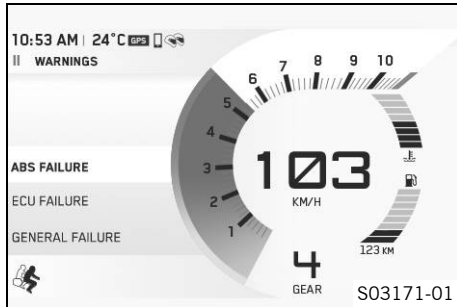 10:53 AM | 24°C GPS
WARNINGS
5 6 7 8 9 10
4
3
2
1
ABS FAILURE
ECU FAILURE
GENERAL FAILURE
103
KM/H
123 KM
4
GEAR
S03171-01